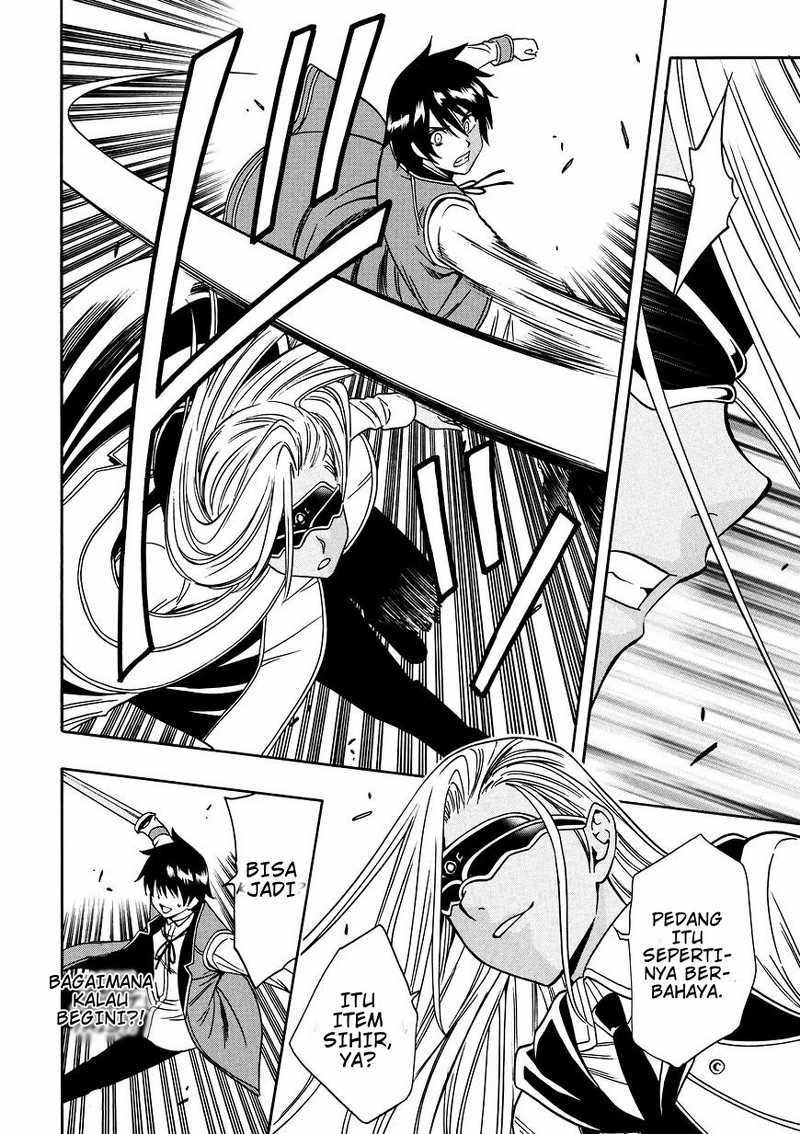 PEDANG
ITU
SEPERTI-
NYA BER-
BAHAYA.
ITU
ITEM
SIHIR,
YA?
BISA
JADI
BAGAIMANA
KALAU
BEGINI?!
©